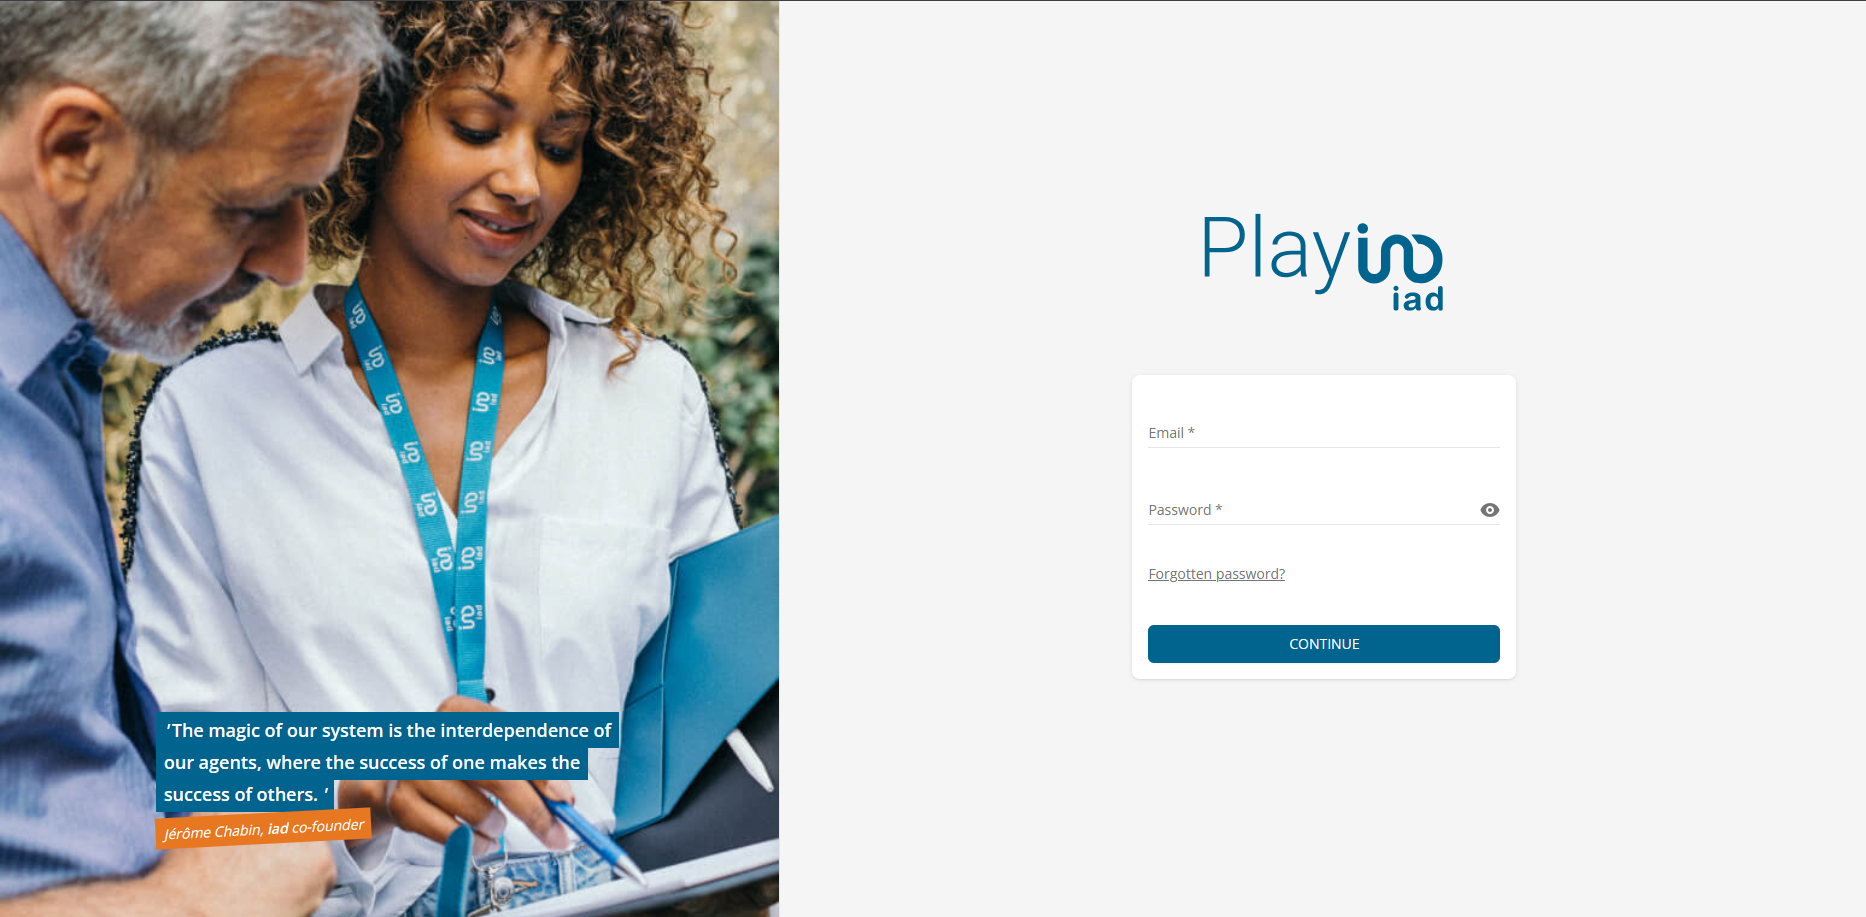 'The magic of our system is the interdependence of
our agents, where the success of one makes the
success of others. '
Jérôme Chabin, iad co-founder
Play
iad
Email *
Password *
Forgotten password?
CONTINUE